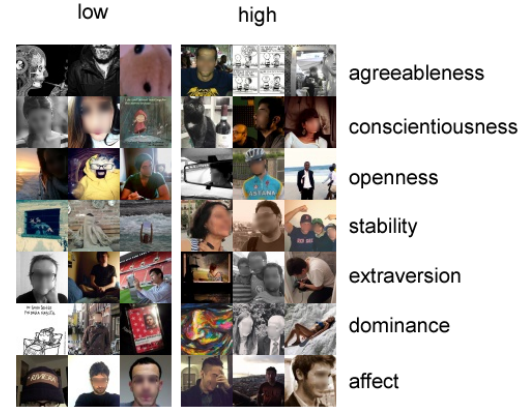 low high
agreeableness
conscientiousness
openness
stability
extraversion
dominance
affect